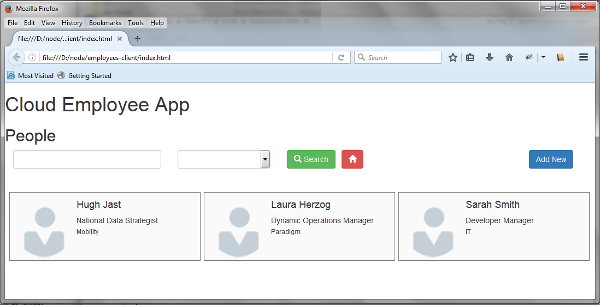 Mozilla Firefox
File Edit View History Bookmarks Tools Help
file:///D:/node/...ient/index.html
file:///D:/node/employees-client/index.html
Search
Most Visited Getting Started
Cloud Employee App
People
Search
Add New
Hugh Jast
National Data Strategist
Mobility
Laura Herzog
Dynamic Operations Manager
Paradigm
Sarah Smith
Developer Manager
IT